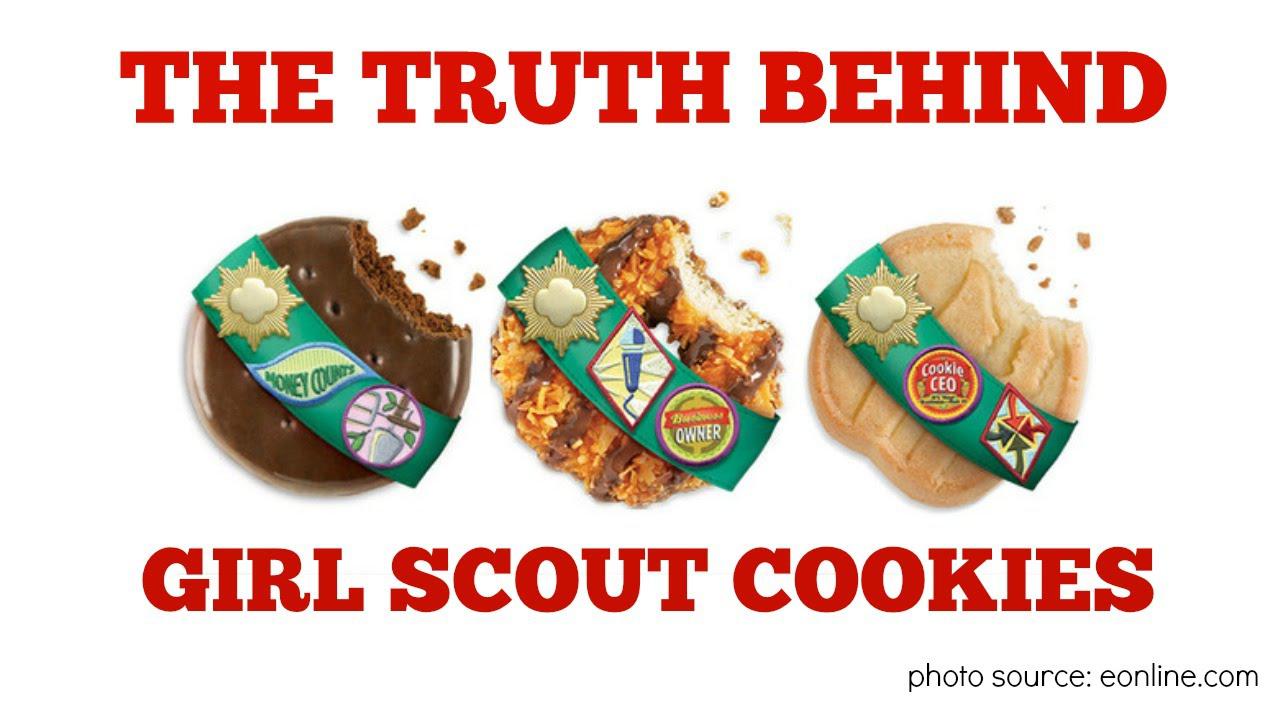 THE TRUTH BEHIND
MONEY COUNTS
Business
OWNER
Cookie
CEO
GIRL SCOUT COOKIES
photo source: eonline.com